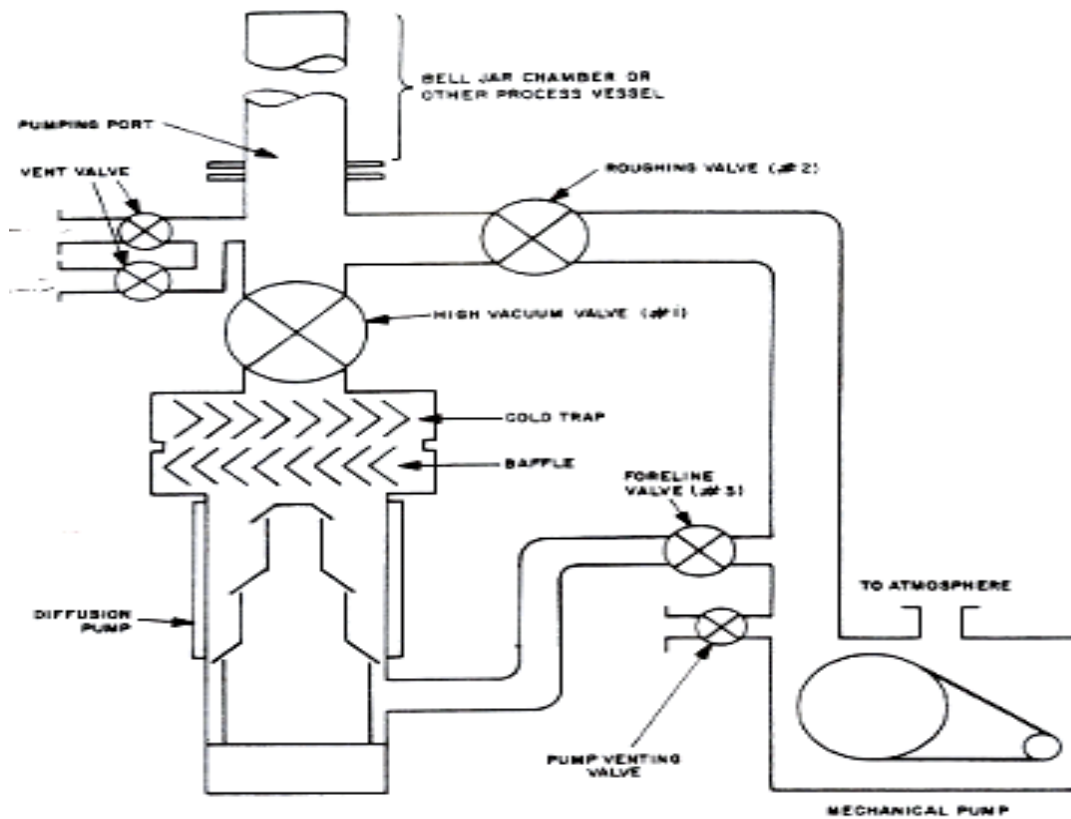 BELL JAR CHAMBER OR
OTHER PROCESS VESSEL
PUMPING PORT
VENT VALVE
ROUGHING VALVE (#2)
HIGH VACUUM VALVE (#1)
COLD TRAP
BAFFLE
FORELINE
VALVE (#3)
TO ATMOSPHERE
DIFFUSION
PUMP
PUMP VENTING
VALVE
MECHANICAL PUMP